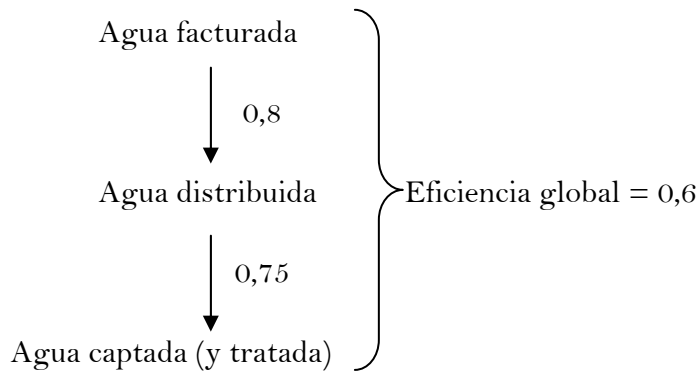 Agua facturada
0,8
Agua distribuida
Eficiencia global = 0,6
0,75
Agua captada (y tratada)